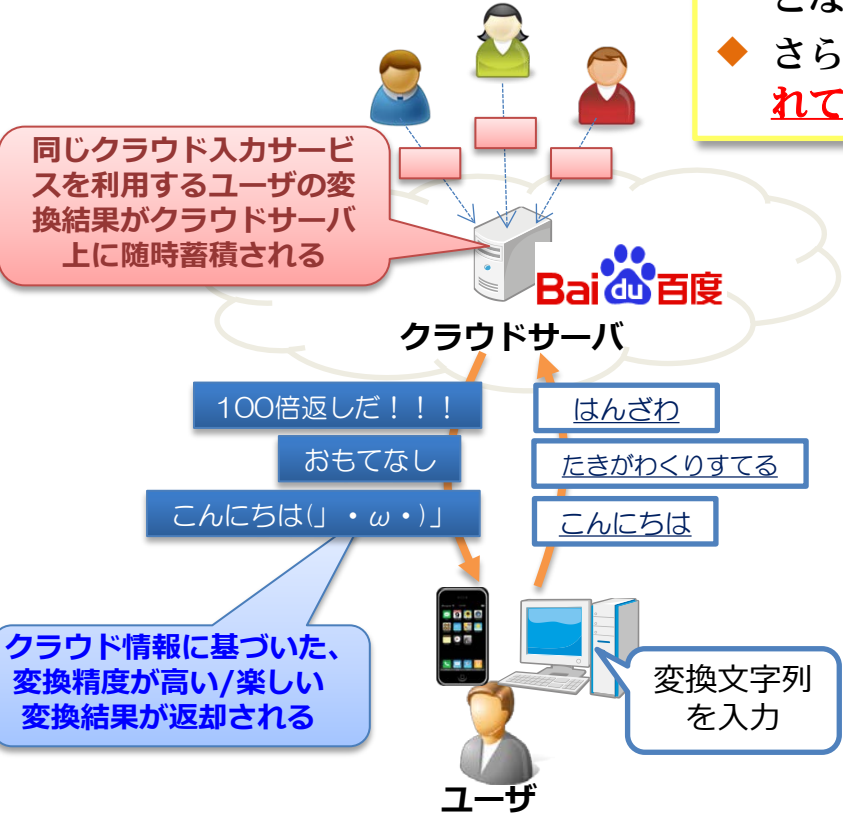 とな
◆ さら
れて
同じクラウド入力サービ
スを利用するユーザの変
換結果がクラウドサーバ
上に随時蓄積される
Baidu百度
クラウドサーバ
100倍返しだ！！！
はんざわ
おもてなし
たきがわくりすてる
こんにちは(」・ω・)」
こんにちは
クラウド情報に基づいた、
変換精度が高い/楽しい
変換結果が返却される
変換文字列
を入力
ユーザ